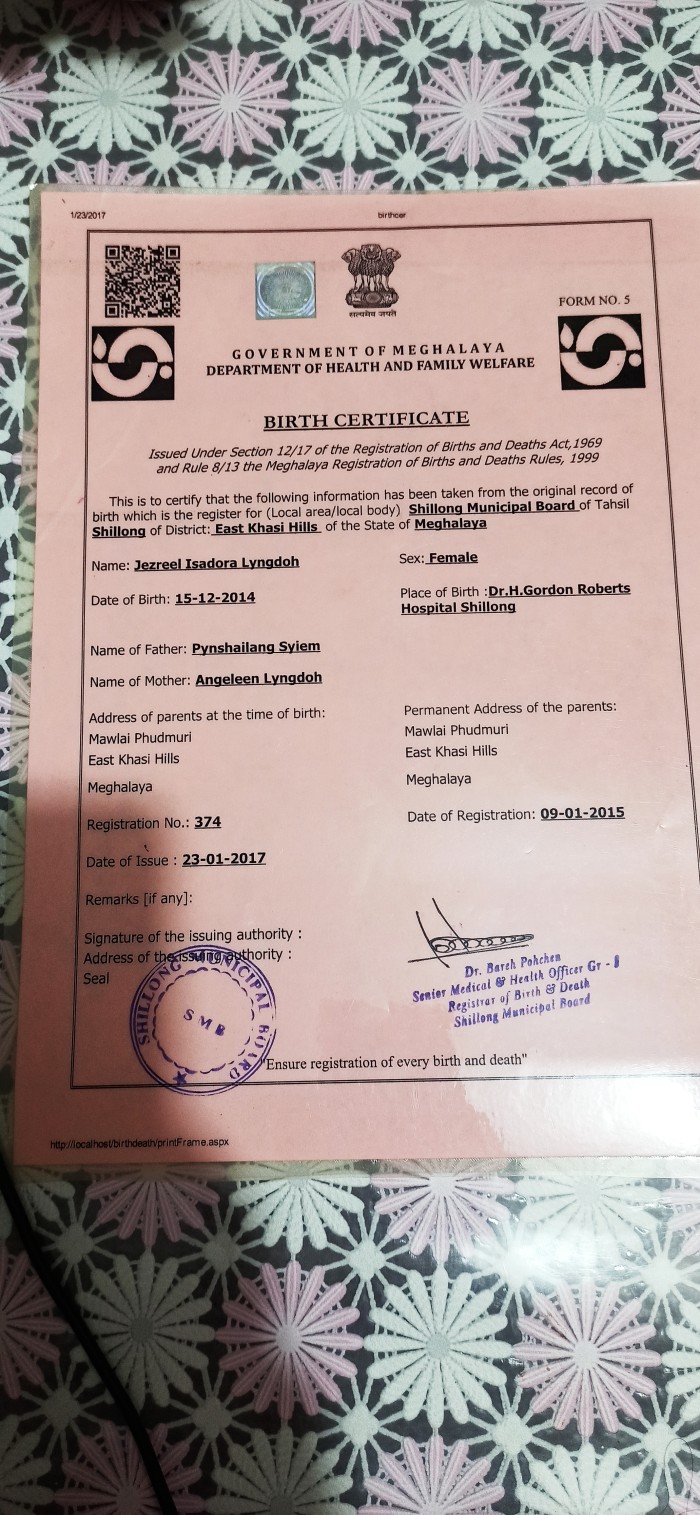 1/23/2017 birthcer
सत्यमेव जयते
FORM NO. 5
GOVERNMENT OF MEGHALAYA
DEPARTMENT OF HEALTH AND FAMILY WELFARE
BIRTH CERTIFICATE
Issued Under Section 12/17 of the Registration of Births and Deaths Act,1969
and Rule 8/13 the Meghalaya Registration of Births and Deaths Rules, 1999
This is to certify that the following information has been taken from the original record of
birth which is the register for (Local area/local body) Shillong Municipal Board of Tahsil
Shillong of District: East Khasi Hills of the State of Meghalaya
Name: Jezreel Isadora Lyngdoh Sex: Female
Date of Birth: 15-12-2014 Place of Birth :Dr.H.Gordon Roberts
Hospital Shillong
Name of Father: Pynshailang Syiem
Name of Mother: Angeleen Lyngdoh
Address of parents at the time of birth: Permanent Address of the parents:
Mawlai Phudmuri Mawlai Phudmuri
East Khasi Hills East Khasi Hills
Meghalaya Meghalaya
Registration No.: 374 Date of Registration: 09-01-2015
Date of Issue : 23-01-2017
Remarks [if any]:
Signature of the issuing authority :
Address of the issuing authority :
Seal
Dr. Bareh Pohchen
Senior Medical & Health Officer Gr - I
Registrar of Birth & Death
Shillong Municipal Board
SHILLONG MUNICIPAL BOARD
SMB
"Ensure registration of every birth and death"
http://localhost/birthdeath/printFrame.aspx